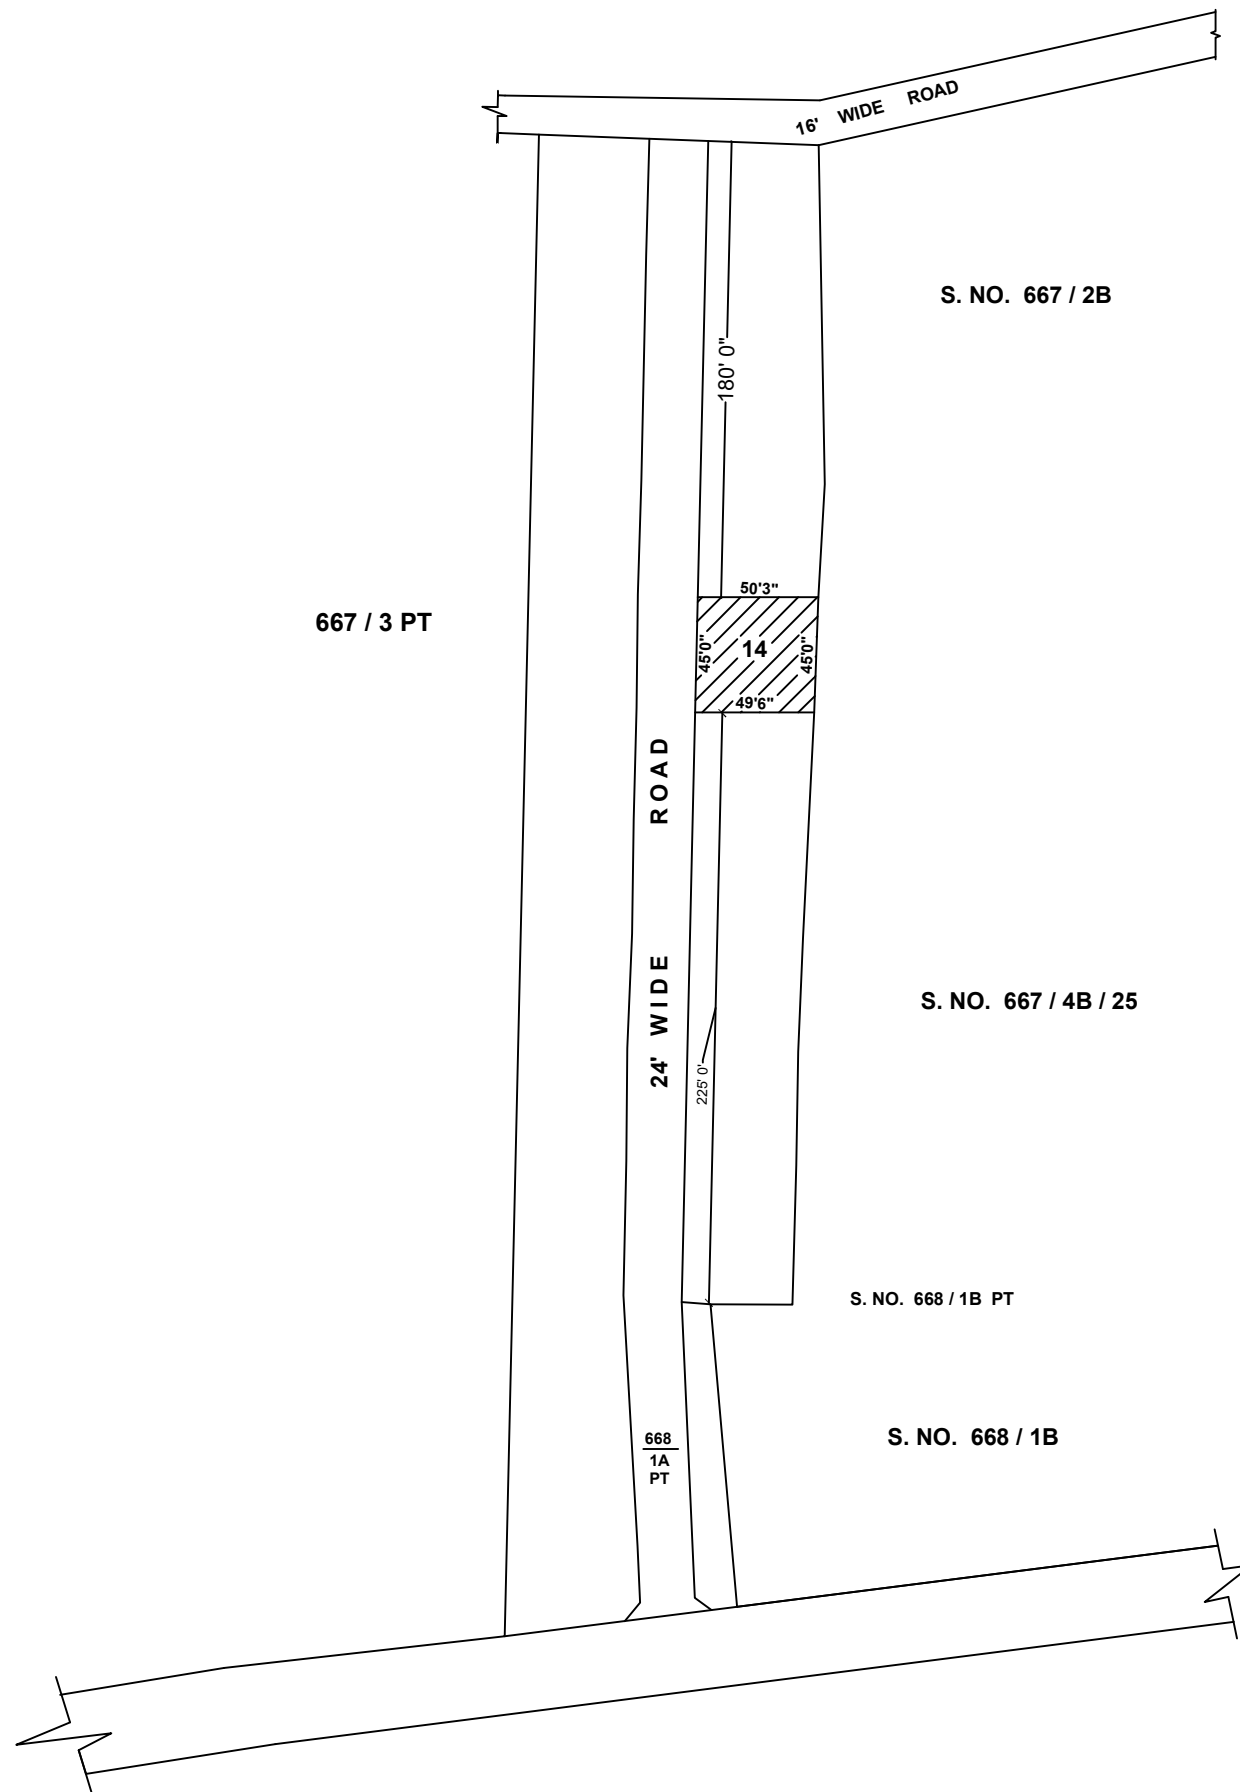 16' WIDE ROAD
S. NO. 667 / 2B
180' 0"
667 / 3 PT
50'3"
45'0"
14
45'0"
49'6"
24' WIDE ROAD
S. NO. 667 / 4B / 25
225' 0'
S. NO. 668 / 1B PT
668
1A
PT
S. NO. 668 / 1B